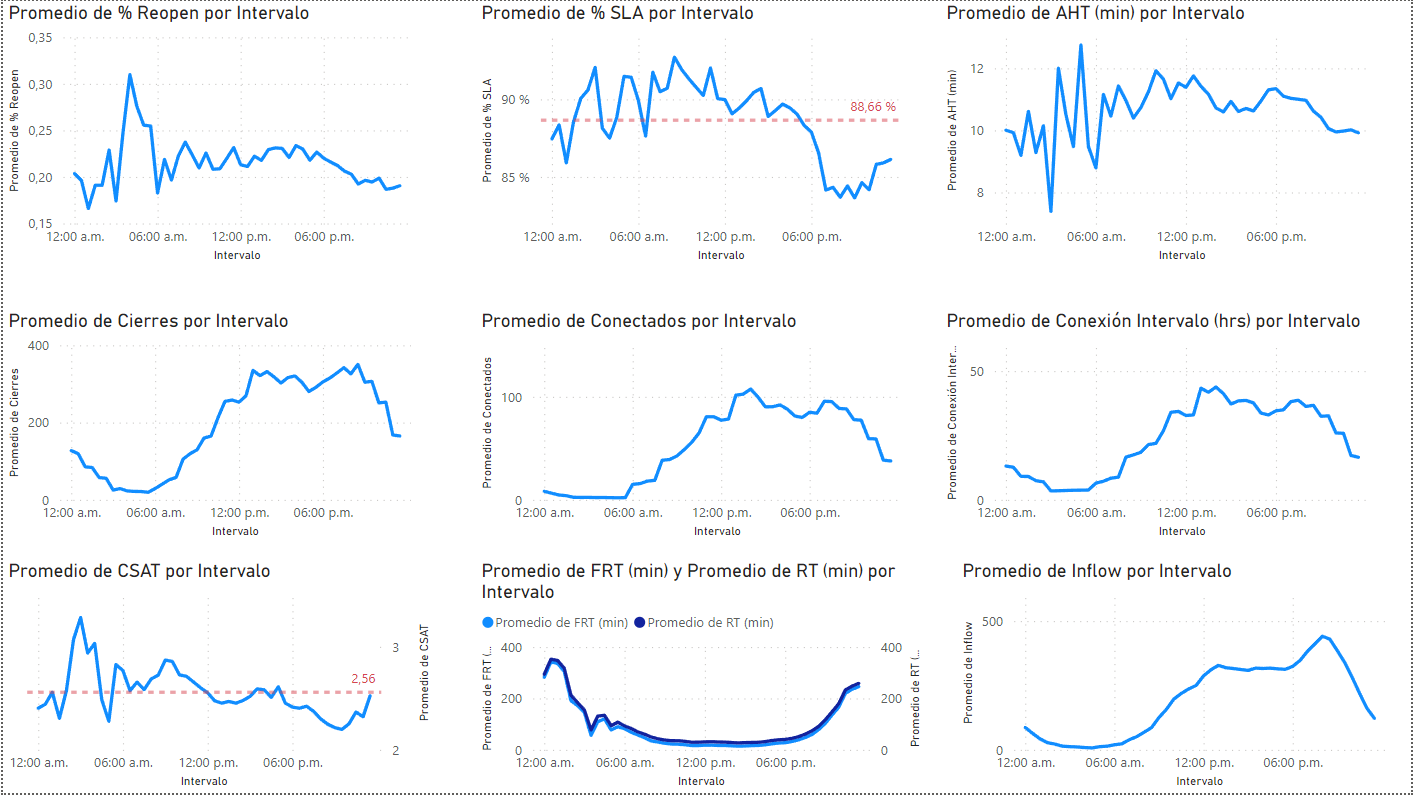 Promedio de % Reopen por Intervalo
0,35
0,30
0,25
0,20
0,15
Promedio de % Reopen
12:00 a.m. 06:00 a.m. 12:00 p.m. 06:00 p.m.
Intervalo
Promedio de % SLA por Intervalo
90 %
85 %
88,66 %
Promedio de % SLA
12:00 a.m. 06:00 a.m. 12:00 p.m. 06:00 p.m.
Intervalo
Promedio de AHT (min) por Intervalo
12
10
8
Promedio de AHT (min)
12:00 a.m. 06:00 a.m. 12:00 p.m. 06:00 p.m.
Intervalo
Promedio de Cierres por Intervalo
400
200
0
Promedio de Cierres
12:00 a.m. 06:00 a.m. 12:00 p.m. 06:00 p.m.
Intervalo
Promedio de Conectados por Intervalo
100
0
Promedio de Conectados
12:00 a.m. 06:00 a.m. 12:00 p.m. 06:00 p.m.
Intervalo
Promedio de Conexión Intervalo (hrs) por Intervalo
50
0
Promedio de Conexión Inter...
12:00 a.m. 06:00 a.m. 12:00 p.m. 06:00 p.m.
Intervalo
Promedio de CSAT por Intervalo
3
2,56
2
Promedio de CSAT
12:00 a.m. 06:00 a.m. 12:00 p.m. 06:00 p.m.
Intervalo
Promedio de FRT (min) y Promedio de RT (min) por
Intervalo
Promedio de FRT (min) Promedio de RT (min)
400
200
0
Promedio de FRT (...
400
200
0
Promedio de RT (...
12:00 a.m. 06:00 a.m. 12:00 p.m. 06:00 p.m.
Intervalo
Promedio de Inflow por Intervalo
500
0
Promedio de Inflow
12:00 a.m. 06:00 a.m. 12:00 p.m. 06:00 p.m.
Intervalo